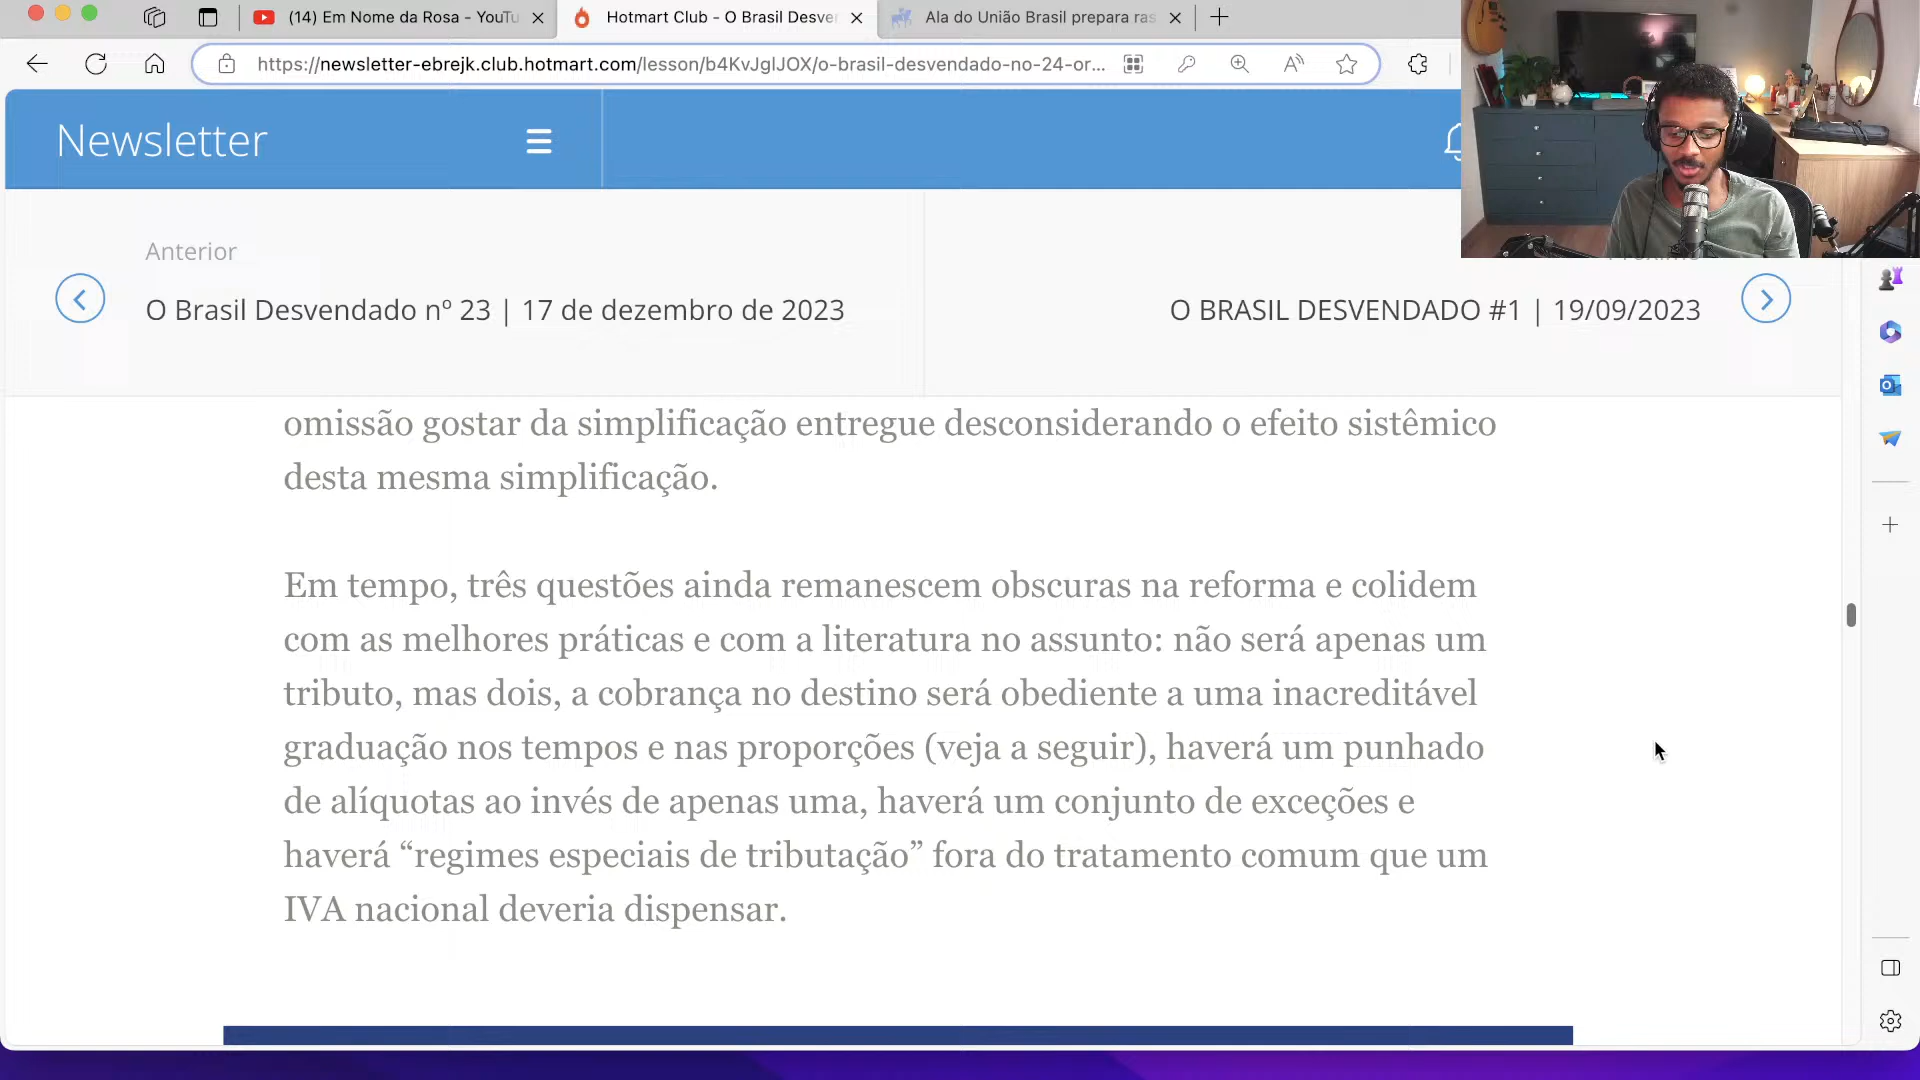 (14) Em Nome da Rosa - YouTu
Hotmart Club - O Brasil Desve
Ala do União Brasil prepara ras
https://newsletter-ebrejk.club.hotmart.com/lesson/b4KvJglJOX/o-brasil-desvendado-no-24-or...
Newsletter
Anterior
O Brasil Desvendado nº 23 | 17 de dezembro de 2023
O BRASIL DESVENDADO #1 | 19/09/2023
omissão gostar da simplificação entregue desconsiderando o efeito sistêmico
desta mesma simplificação.
Em tempo, três questões ainda remanescem obscuras na reforma e colidem
com as melhores práticas e com a literatura no assunto: não será apenas um
tributo, mas dois, a cobrança no destino será obediente a uma inacreditável
graduação nos tempos e nas proporções (veja a seguir), haverá um punhado
de alíquotas ao invés de apenas uma, haverá um conjunto de exceções e
haverá “regimes especiais de tributação” fora do tratamento comum que um
IVA nacional deveria dispensar.